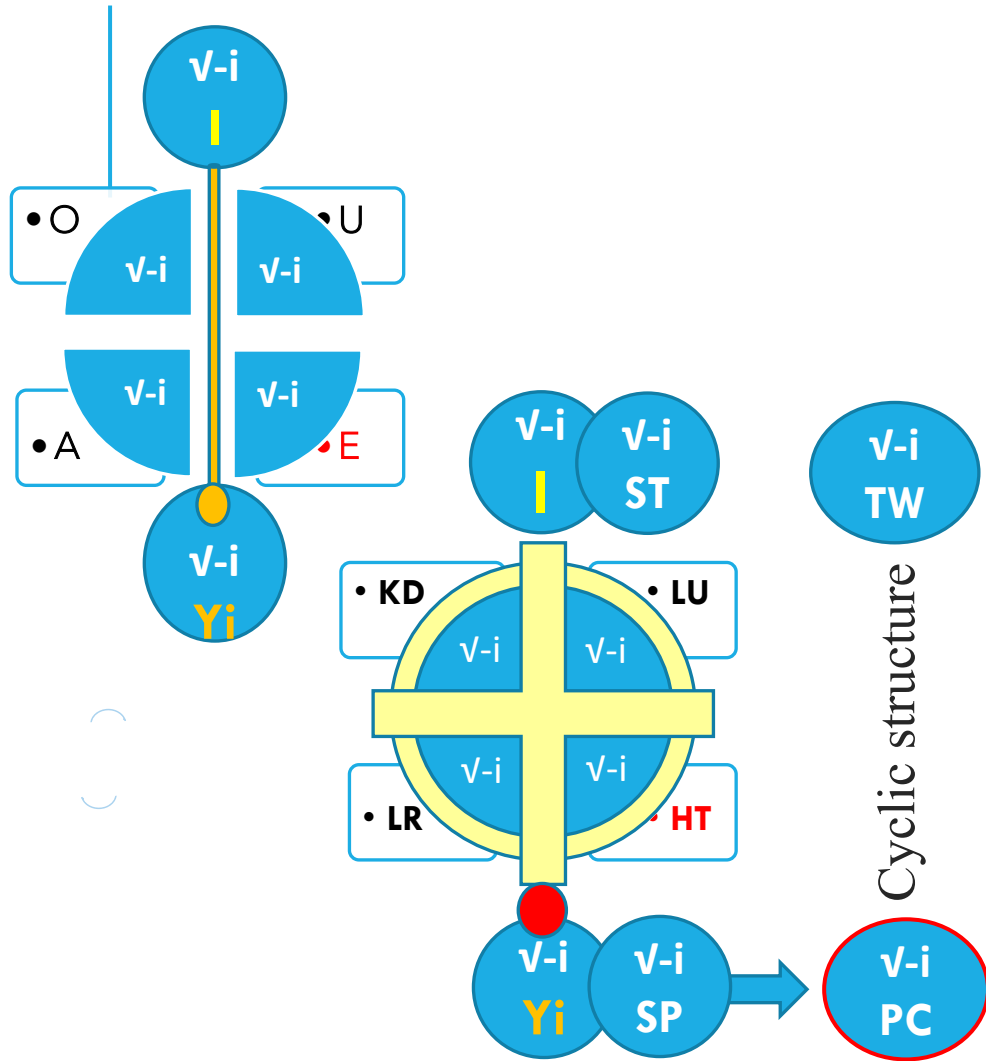 √-i
I
• O
• U
√-i
√-i
√-i
√-i
• A
• E
√-i
Yi
√-i
I
√-i
ST
√-i
TW
• KD
• LU
√-i
√-i
√-i
√-i
• LR
• HT
Cyclic structure
√-i
Yi
√-i
SP
√-i
PC